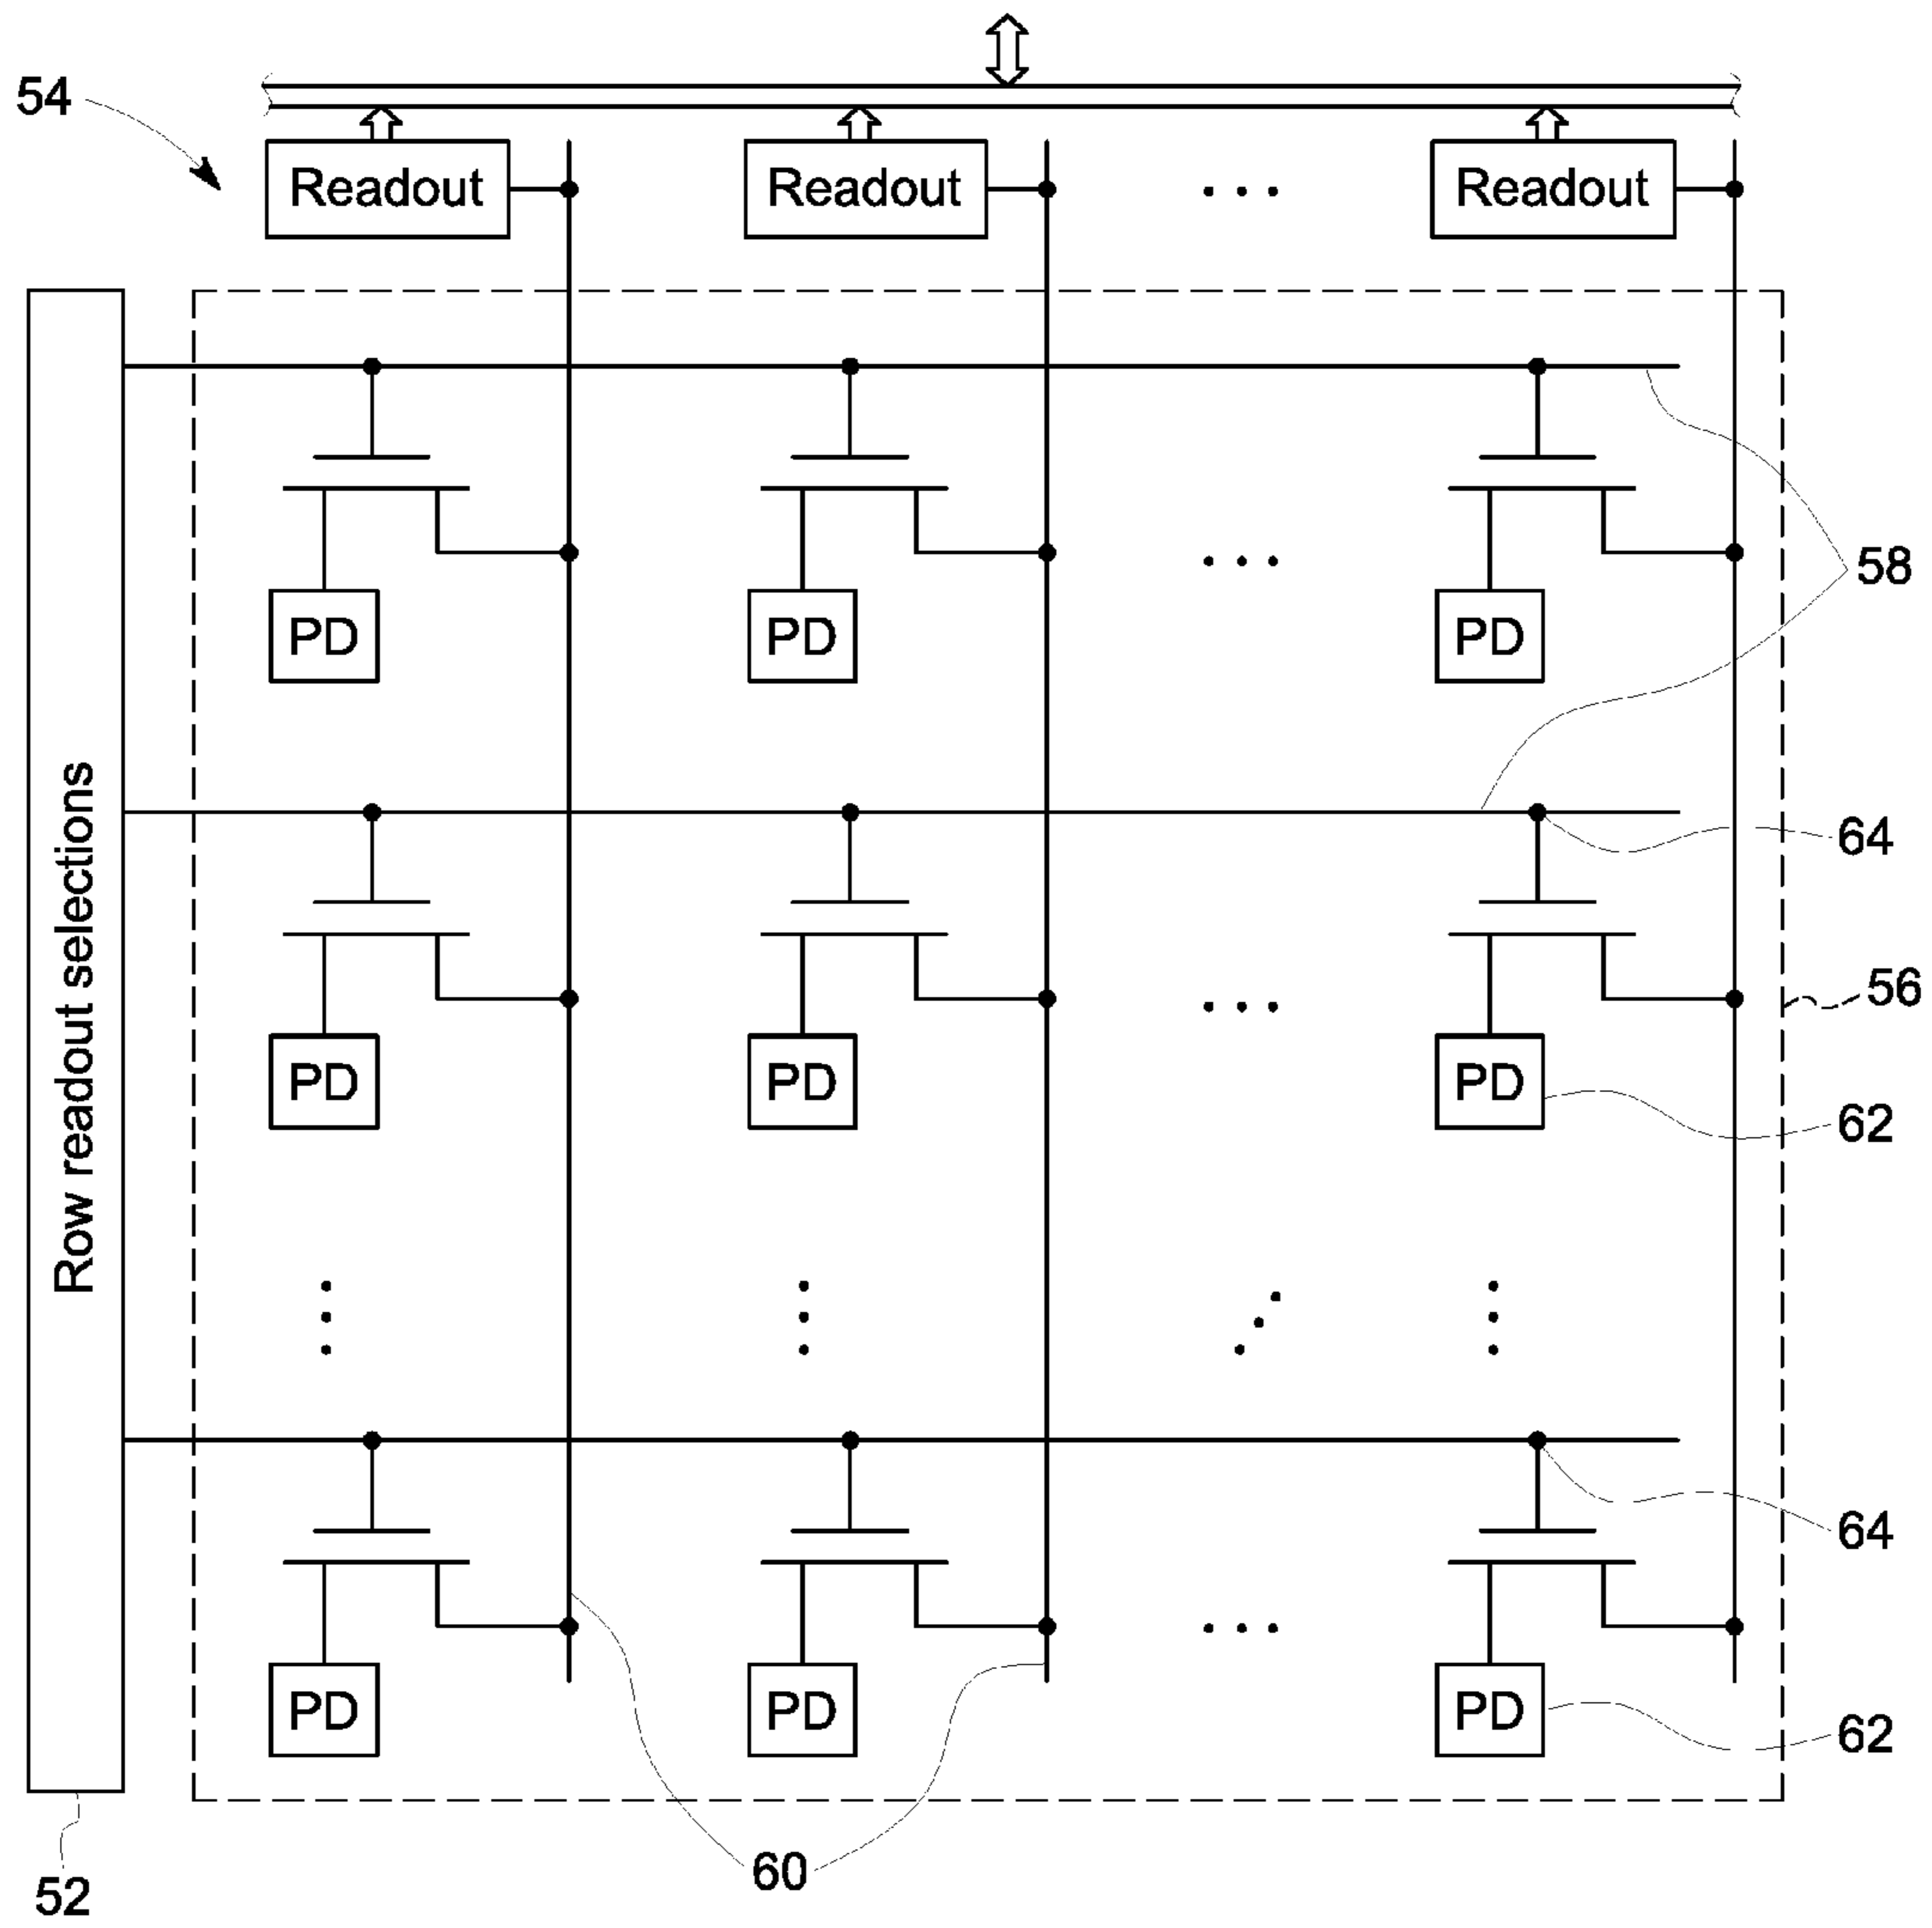 54
Readout Readout Readout
58
PD PD PD
64
Row readout selections
56
PD PD PD
62
64
PD PD PD
62
60
52